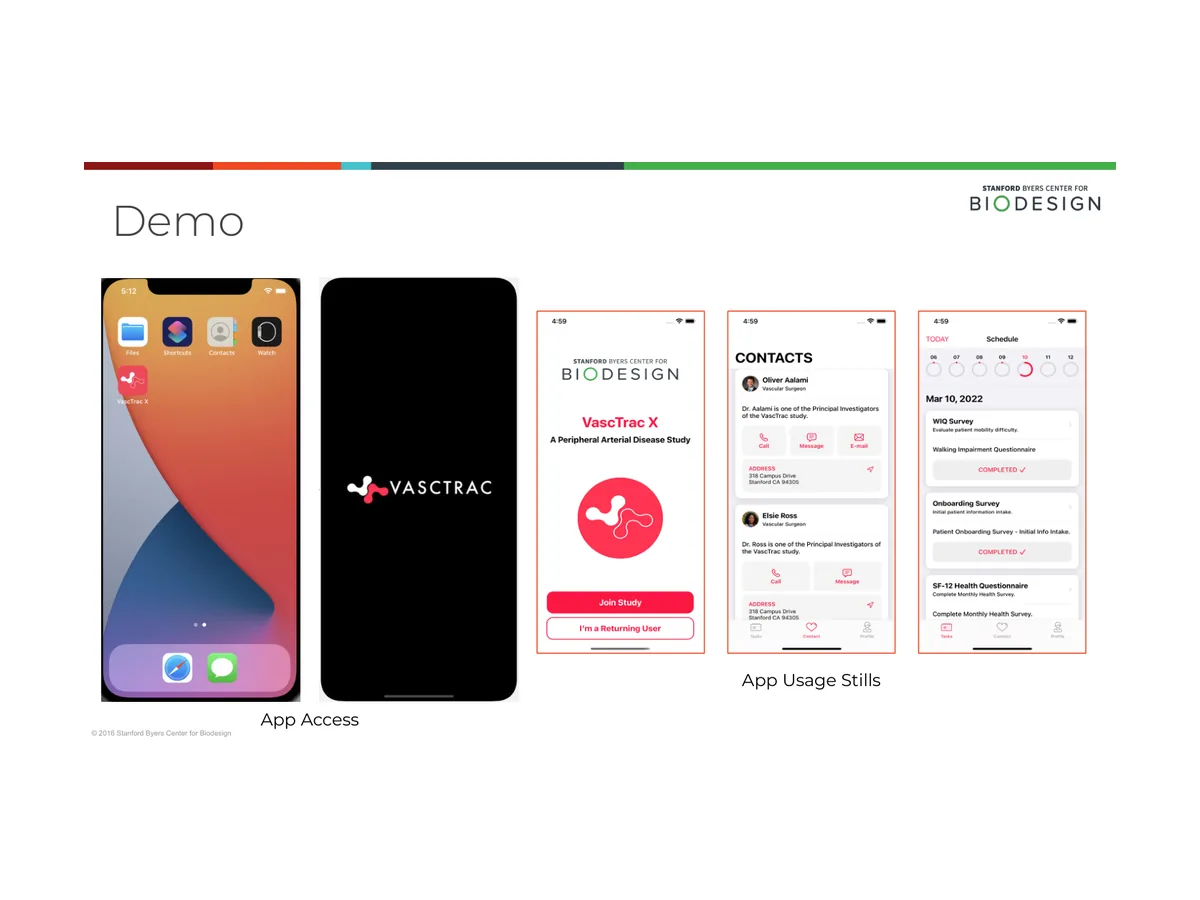 STANFORD BYERS CENTER FOR
BIODESIGN
Demo
5:12
Files
Shortcuts
Contacts
Watch
VascTrac X
VASCTRAC
App Access
4:59
STANFORD BYERS CENTER FOR
BIODESIGN
VascTrac X
A Peripheral Arterial Disease Study
Join Study
I'm a Returning User
4:59
CONTACTS
Oliver Aalami
Vascular Surgeon
Dr. Aalami is one of the Principal Investigators
of the VascTrac study.
Call
Message
E-mail
ADDRESS
318 Campus Drive
Stanford CA 94305
Elsie Ross
Vascular Surgeon
Dr. Ross is one of the Principal Investigators of
the VascTrac study.
Call
Message
ADDRESS
318 Campus Drive
Stanford CA 94305
Tasks
Contact
Profile
4:59
TODAY
Schedule
06 07 08 09 10 11 12
Mar 10, 2022
WIQ Survey
Evaluate patient mobility difficulty.
Walking Impairment Questionnaire
COMPLETED ✓
Onboarding Survey
Initial patient information intake.
Patient Onboarding Survey - Initial Info Intake.
COMPLETED ✓
SF-12 Health Questionnaire
Complete Monthly Health Survey.
Complete Monthly Health Survey.
Tasks
Contact
Profile
App Usage Stills
© 2016 Stanford Byers Center for Biodesign